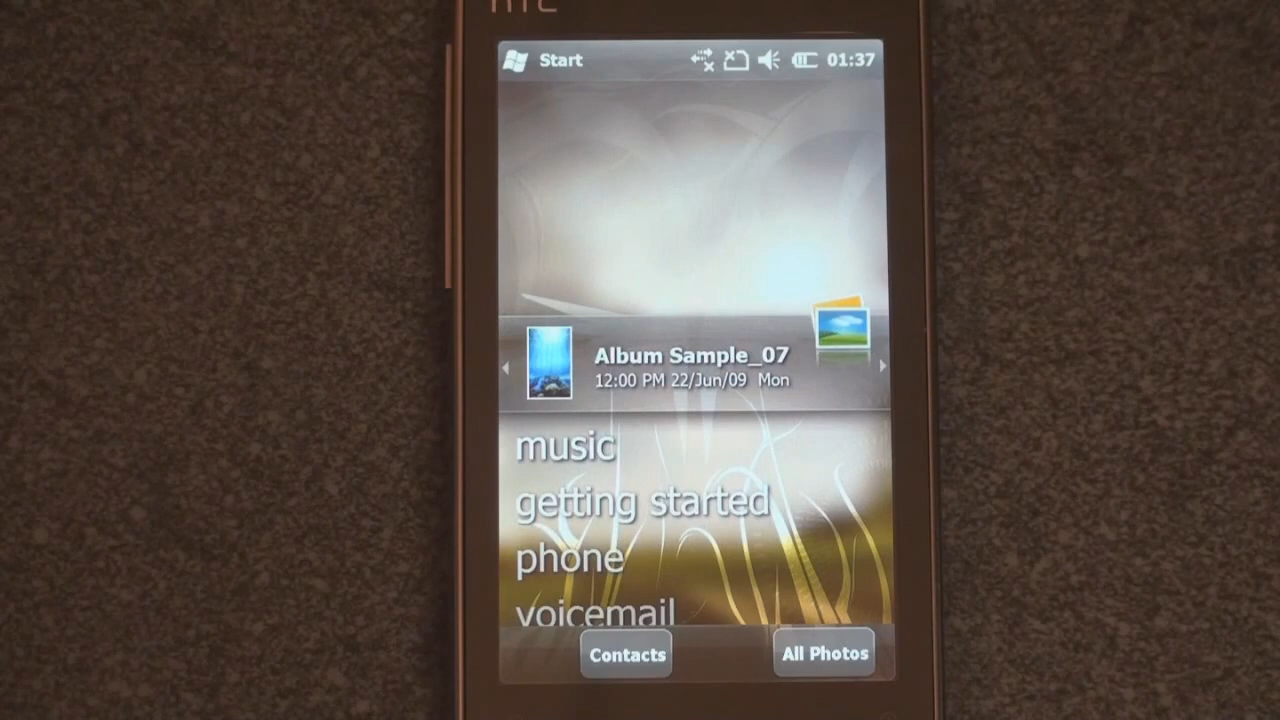 HTC
Start 01:37
Album Sample_07
12:00 PM 22/Jun/09 Mon
music
getting started
phone
voicemail
Contacts All Photos